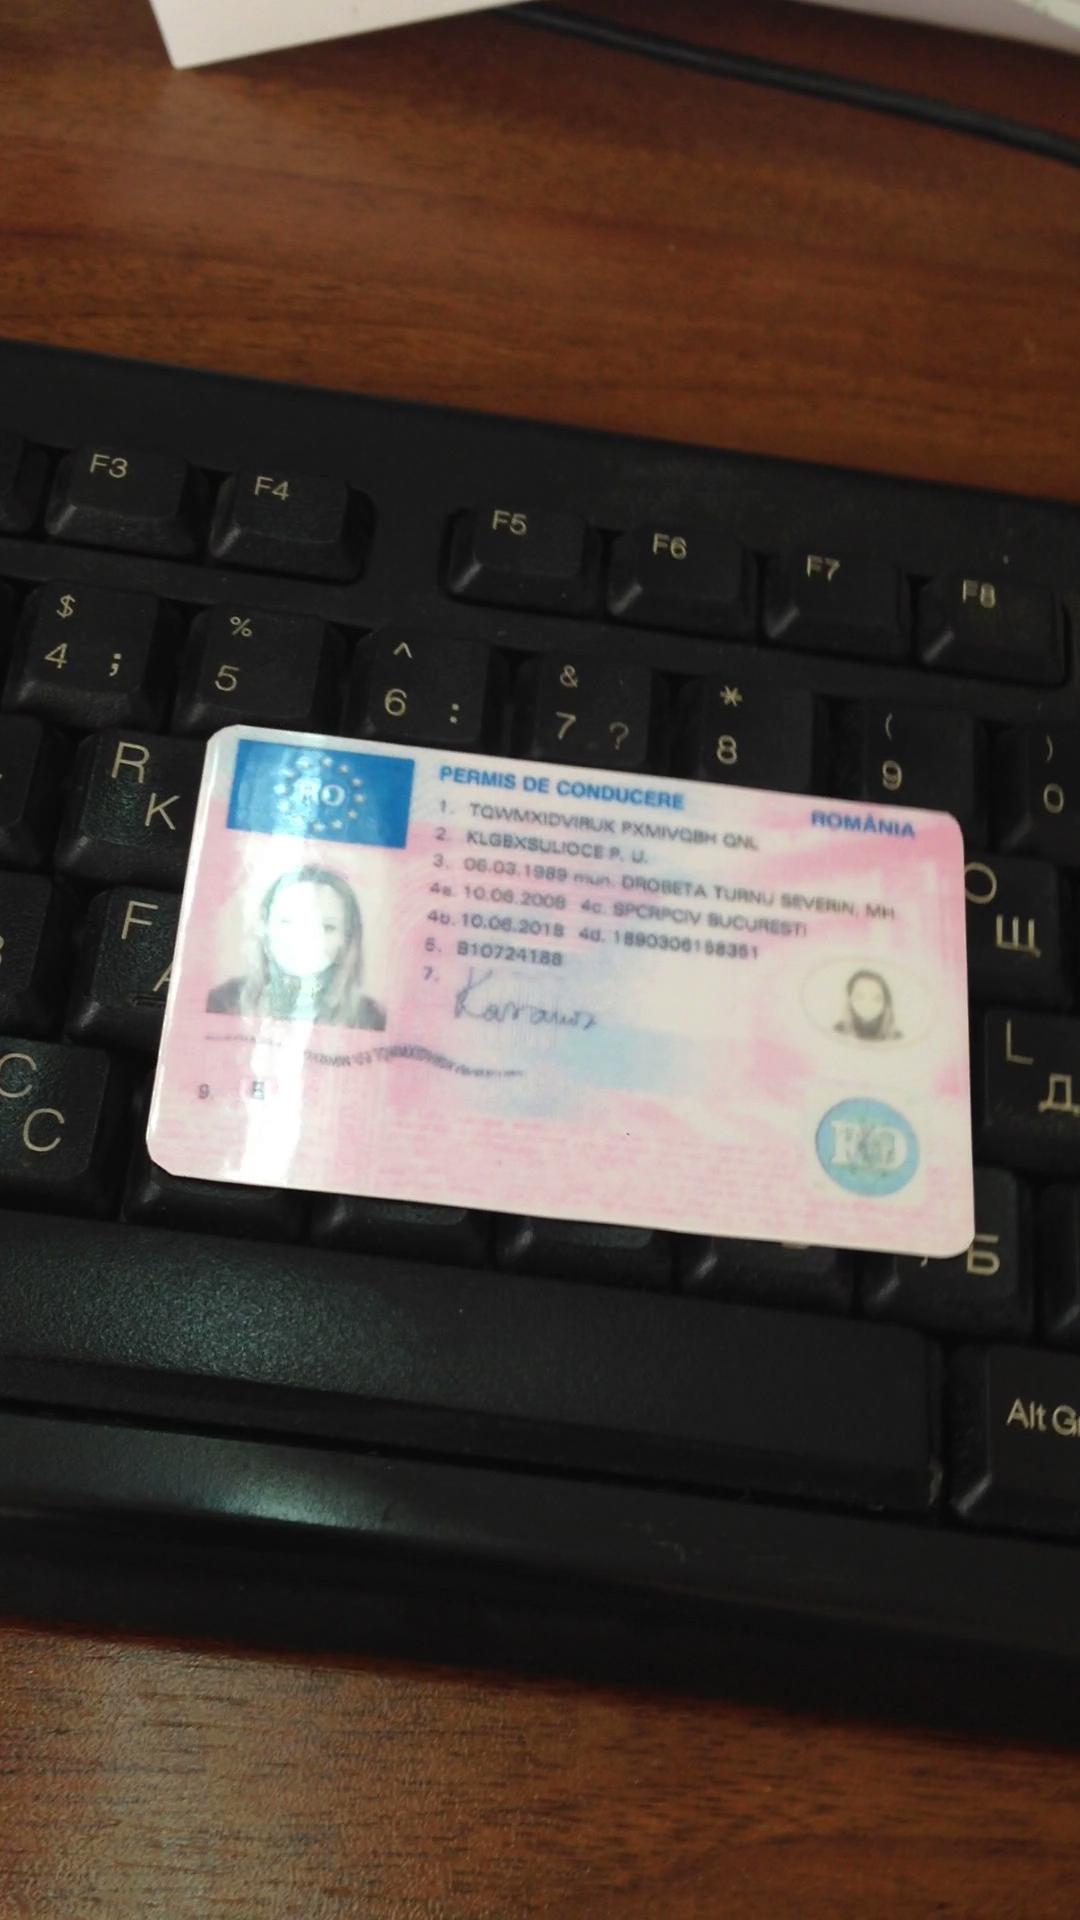 F3 F4 F5 F6 F7 F8
$ % ^ & * ( )
4 ; 5 6 : 7 ? 8 9 0
R
K
RO
PERMIS DE CONDUCERE
ROMÂNIA
1. TQWMXIDVIRUK PXMIVQBH QNL
2. KLGBXSULIOCE P. U.
3. 06.03.1989 mun. DROBETA TURNU SEVERIN, MH
4a. 10.06.2008 4c. SPCRPCIV BUCURESTI
4b. 10.06.2018 4d. 1890306198351
5. B10724188
7.
9. B
RO
O
Щ
F
A
L
Д
C
C
Б
Alt Gr